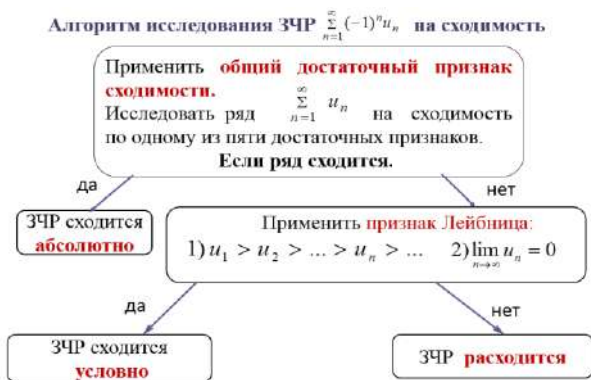 Алгоритм исследования ЗЧР \sum_{n=1}^{\infty} (-1)^n u_n на сходимость
Применить общий достаточный признак
сходимости.
Исследовать ряд \sum_{n=1}^{\infty} u_n на сходимость
по одному из пяти достаточных признаков.
Если ряд сходится.
да
нет
ЗЧР сходится
абсолютно
Применить признак Лейбница:
1) u_1 > u_2 > ... > u_n > ... 2) \lim_{n \to \infty} u_n = 0
да
нет
ЗЧР сходится
условно
ЗЧР расходится